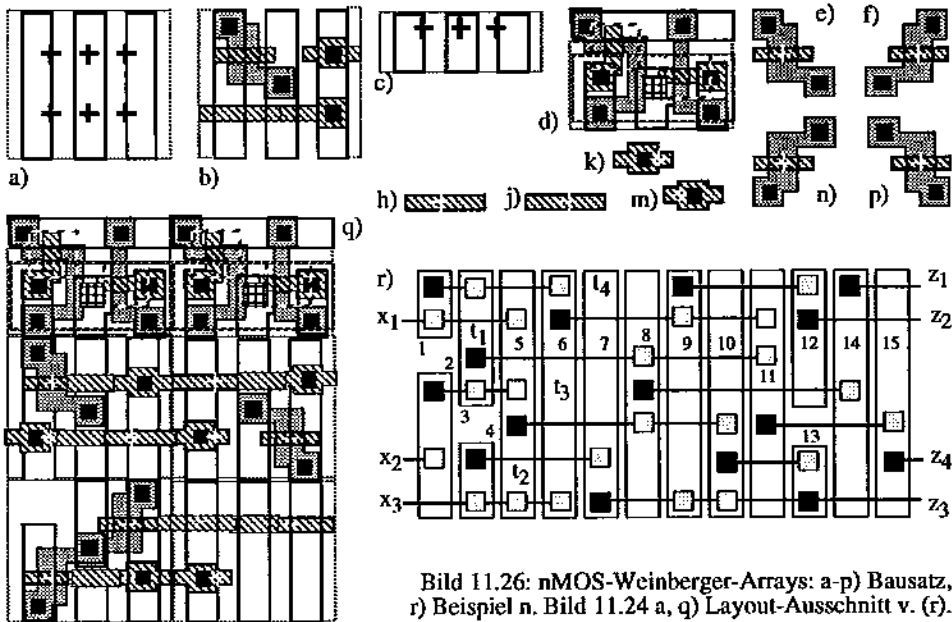 a)
b)
c)
d)
e)
f)
k)
h)
j)
m)
n)
p)
q)
r)
t4
z1
x1
z2
t1
1
2
5
6
7
8
9
10
11
12
14
15
3
t3
4
13
x2
t2
z4
x3
z3
Bild 11.26: nMOS-Weinberger-Arrays: a-p) Bausatz,
r) Beispiel n. Bild 11.24 a, q) Layout-Ausschnitt v. (r).